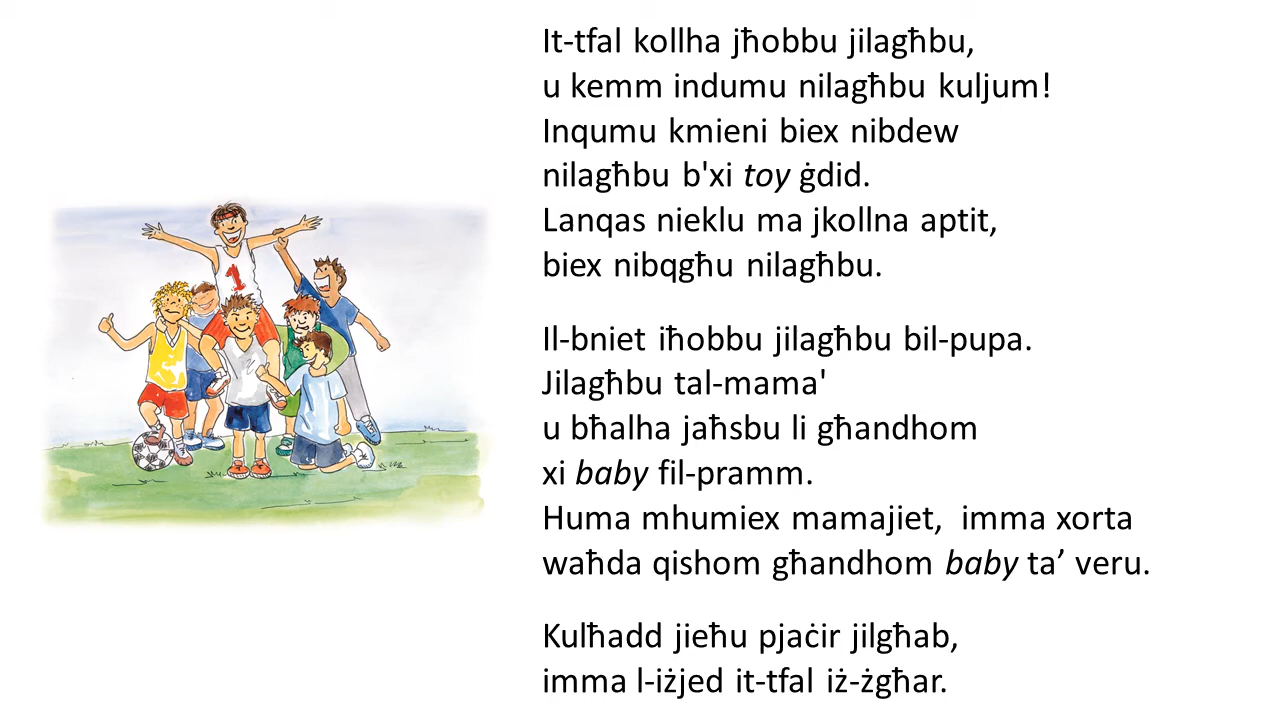 It-tfal kollha jħobbu jilagħbu,
u kemm indumu nilagħbu kuljum!
Inqumu kmieni biex nibdew
nilagħbu b'xi toy ġdid.
Lanqas nieklu ma jkollna aptit,
biex nibqgħu nilagħbu.
Il-bniet iħobbu jilagħbu bil-pupa.
Jilagħbu tal-mama'
u bħalha jaħsbu li għandhom
xi baby fil-pramm.
Huma mhumiex mamajiet,  imma xorta
waħda qishom għandhom baby ta’ veru.
Kulħadd jieħu pjaċir jilgħab,
imma l-iżjed it-tfal iż-żgħar.
1